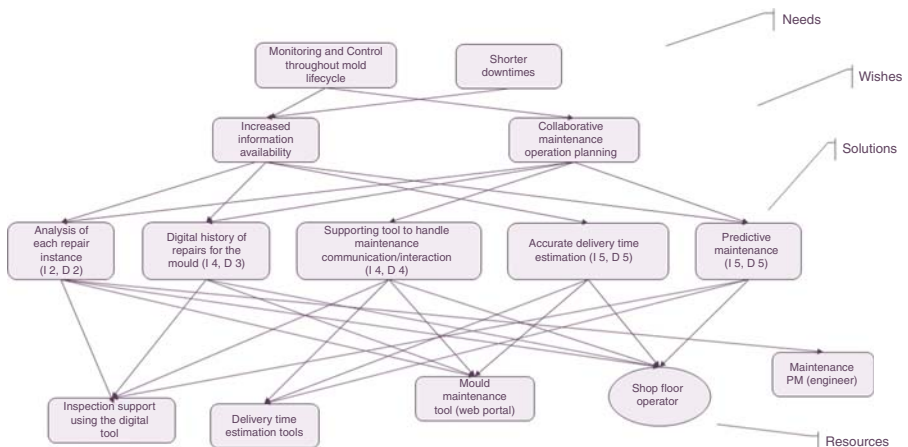 Needs
Monitoring and Control
throughout mold
lifecycle
Shorter
downtimes
Wishes
Increased
information
availability
Collaborative
maintenance
operation planning
Solutions
Analysis of
each repair
instance
(I 2, D 2)
Digital history of
repairs for the
mould (I 4, D 3)
Supporting tool to handle
maintenance
communication/interaction
(I 4, D 4)
Accurate delivery time
estimation (I 5, D 5)
Predictive
maintenance
(I 5, D 5)
Inspection support
using the digital
tool
Delivery time
estimation tools
Mould
maintenance
tool (web portal)
Shop floor
operator
Maintenance
PM (engineer)
Resources